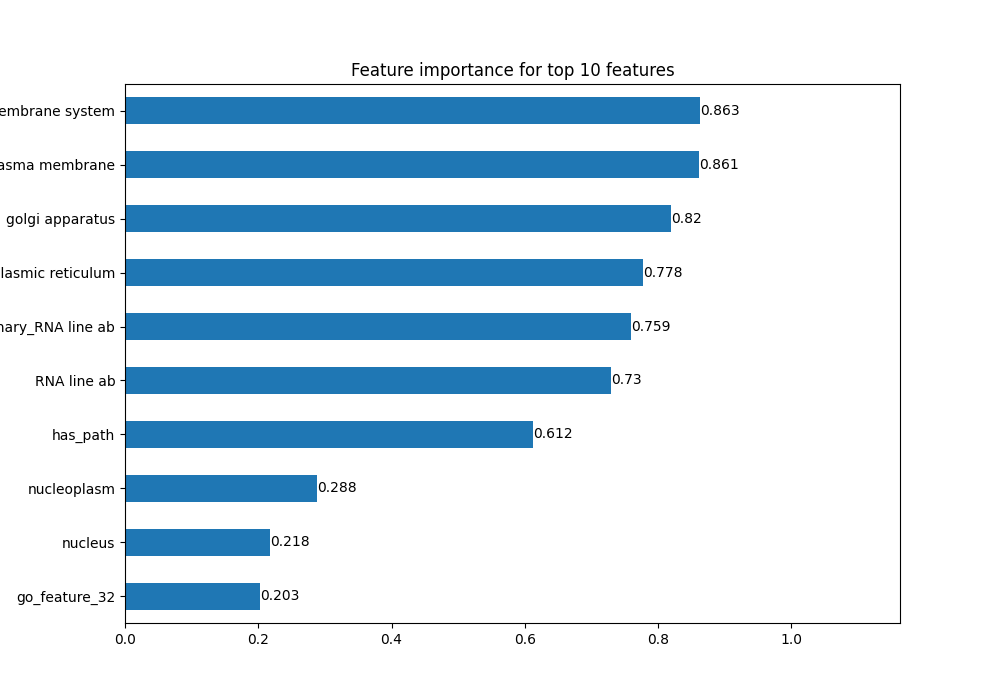 Feature importance for top 10 features
embrane system 0.863
asma membrane 0.861
golgi apparatus 0.82
lasmic reticulum 0.778
nary_RNA line ab 0.759
RNA line ab 0.73
has_path 0.612
nucleoplasm 0.288
nucleus 0.218
go_feature_32 0.203
0.0 0.2 0.4 0.6 0.8 1.0